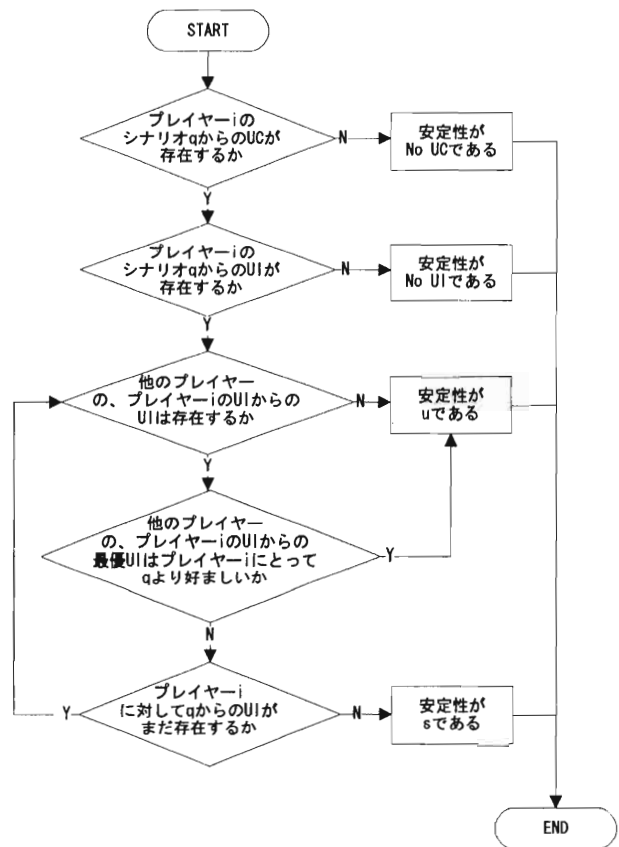 START
プレイヤーiの
シナリオqからのUCが
存在するか
N
安定性が
No UCである
Y
プレイヤーiの
シナリオqからのUIが
存在するか
N
安定性が
No UIである
Y
他のプレイヤー
の、プレイヤーiのUIからの
UIは存在するか
N
安定性が
uである
Y
他のプレイヤー
の、プレイヤーiのUIからの
最優UIはプレイヤーiにとって
qより好ましいか
Y
N
プレイヤーi
に対してqからのUIが
まだ存在するか
Y
N
安定性が
sである
END